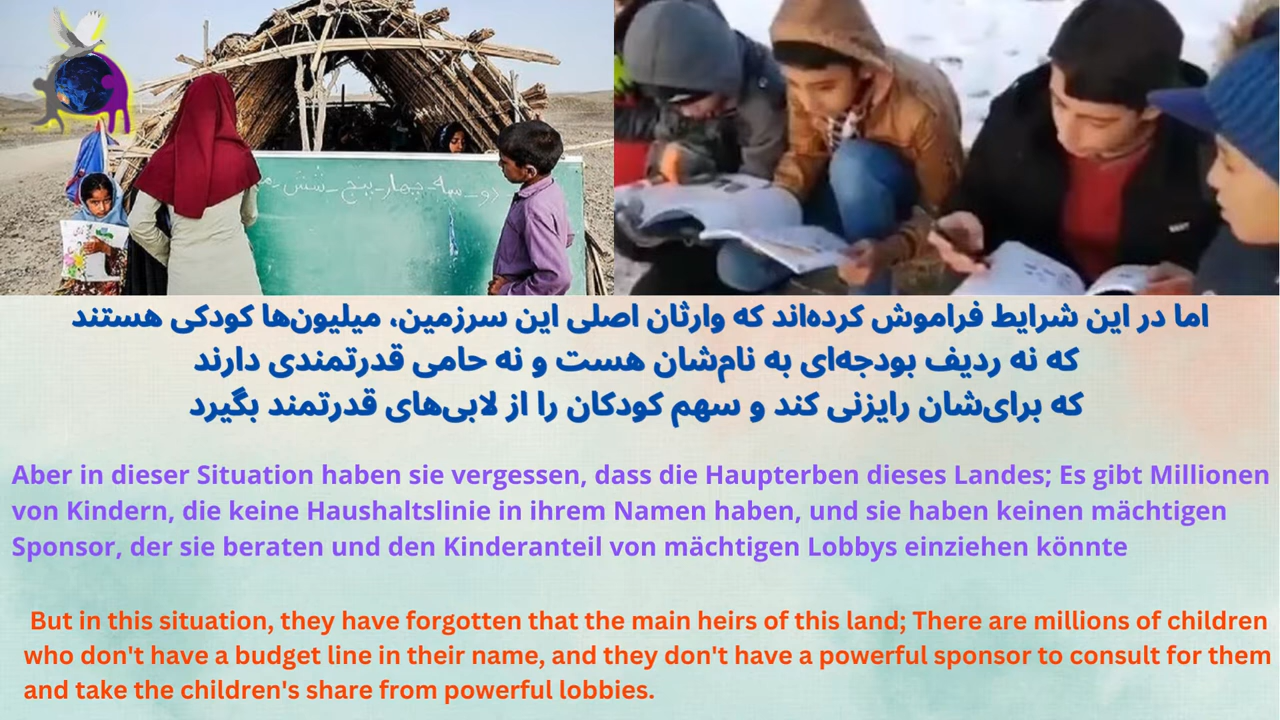 دو - سه - چهار - پنج - شش -
اما در این شرایط فراموش کرده‌اند که وارثان اصلی این سرزمین، میلیون‌ها کودکی هستند
که نه ردیف بودجه‌ای به نام‌شان هست و نه حامی قدرتمندی دارند
که برای‌شان رایزنی کند و سهم کودکان را از لابی‌های قدرتمند بگیرد
Aber in dieser Situation haben sie vergessen, dass die Haupterben dieses Landes; Es gibt Millionen
von Kindern, die keine Haushaltslinie in ihrem Namen haben, und sie haben keinen mächtigen
Sponsor, der sie beraten und den Kinderanteil von mächtigen Lobbys einziehen könnte
But in this situation, they have forgotten that the main heirs of this land; There are millions of children
who don't have a budget line in their name, and they don't have a powerful sponsor to consult for them
and take the children's share from powerful lobbies.